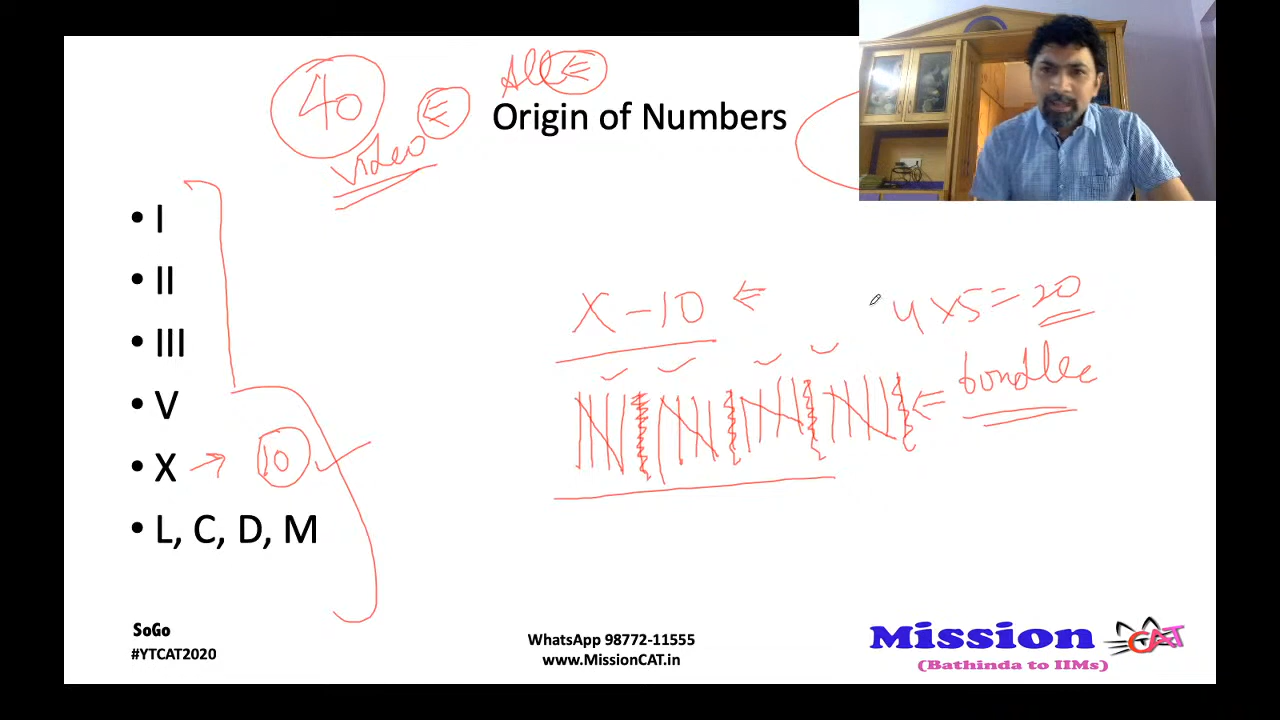 40
All ⇐
Origin of Numbers
video ⇐
• I
• II
• III
• V
• X → 10 ✓
• L, C, D, M
X - 10 ⇐
4 x 5 = 20
⇐ bundles
SoGo
#YTCAT2020
WhatsApp 98772-11555
www.MissionCAT.in
Mission CAT
(Bathinda to IIMs)